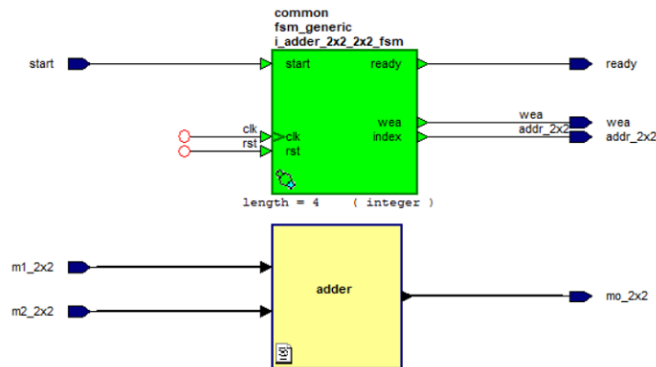 common
fsm_generic
i_adder_2x2_2x2_fsm
start
start
ready
ready
wea
wea
wea
clk
clk
index
addr_2x2
addr_2x2
rst
rst
length = 4 ( integer )
m1_2x2
adder
mo_2x2
m2_2x2